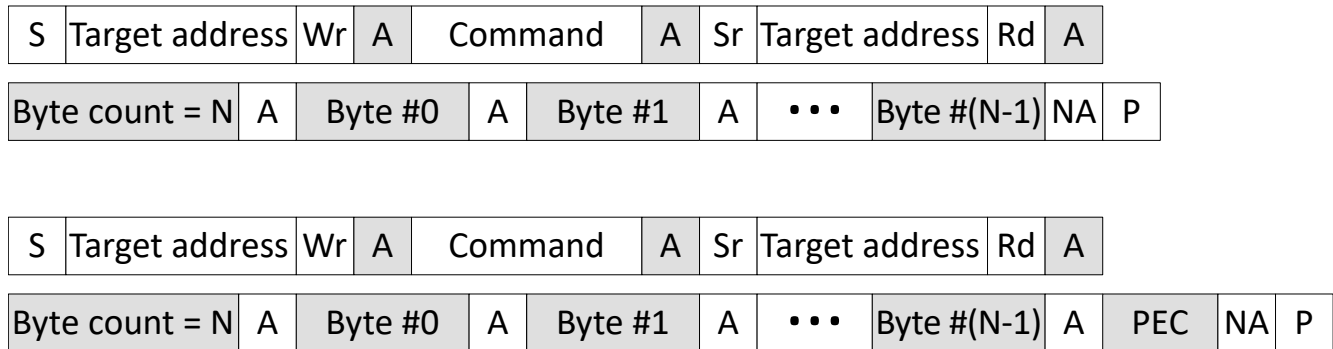 S Target address Wr A Command A Sr Target address Rd A
Byte count = N A Byte #0 A Byte #1 A ••• Byte #(N-1) NA P
S Target address Wr A Command A Sr Target address Rd A
Byte count = N A Byte #0 A Byte #1 A ••• Byte #(N-1) A PEC NA P